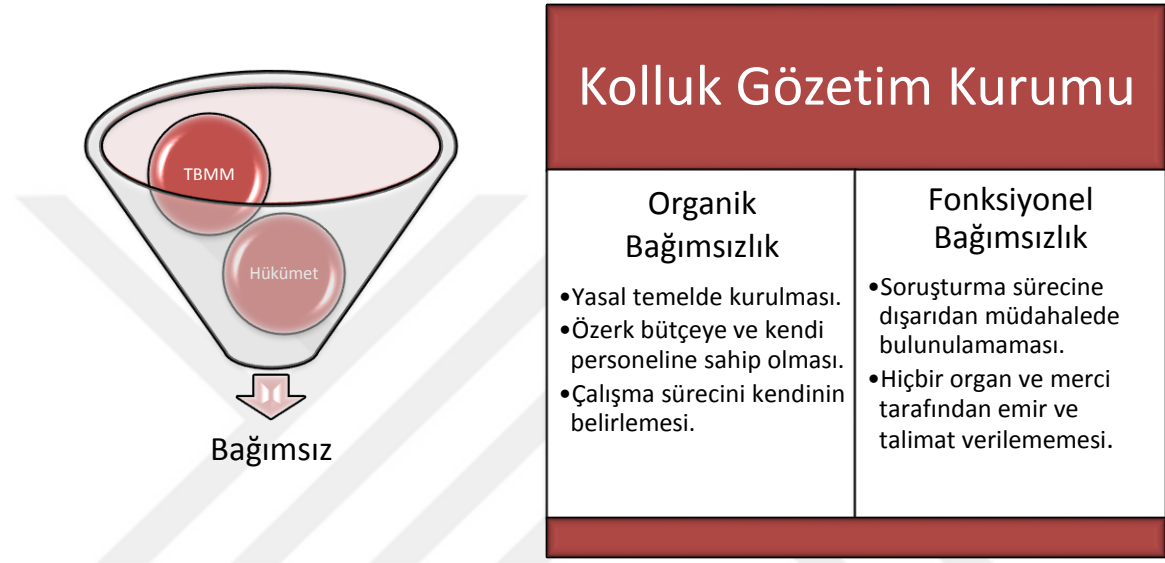 TBMM
Hükümet
Bağımsız
Kolluk Gözetim Kurumu
Organik
Bağımsızlık
•Yasal temelde kurulması.
•Özerk bütçeye ve kendi
personeline sahip olması.
•Çalışma sürecini kendinin
belirlemesi.
Fonksiyonel
Bağımsızlık
•Soruşturma sürecine
dışarıdan müdahalede
bulunulamaması.
•Hiçbir organ ve merci
tarafından emir ve
talimat verilememesi.